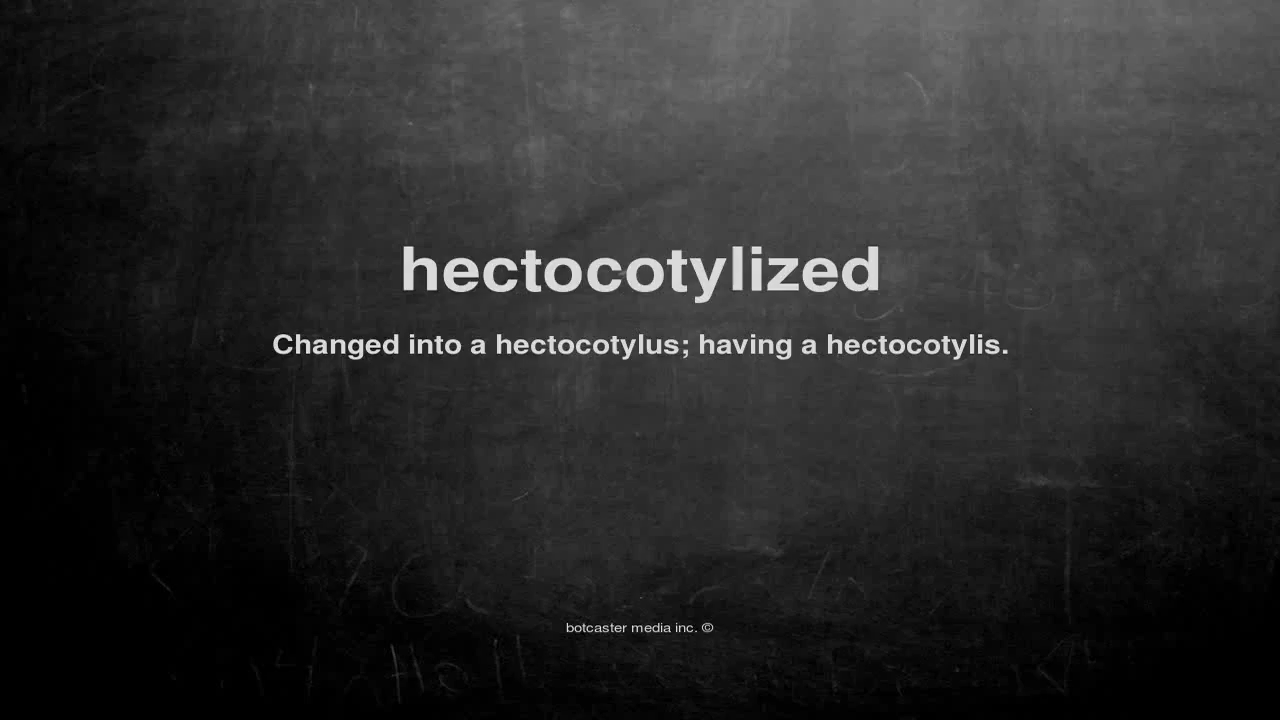 hectocotylized
Changed into a hectocotylus; having a hectocotylis.
botcaster media inc. ©